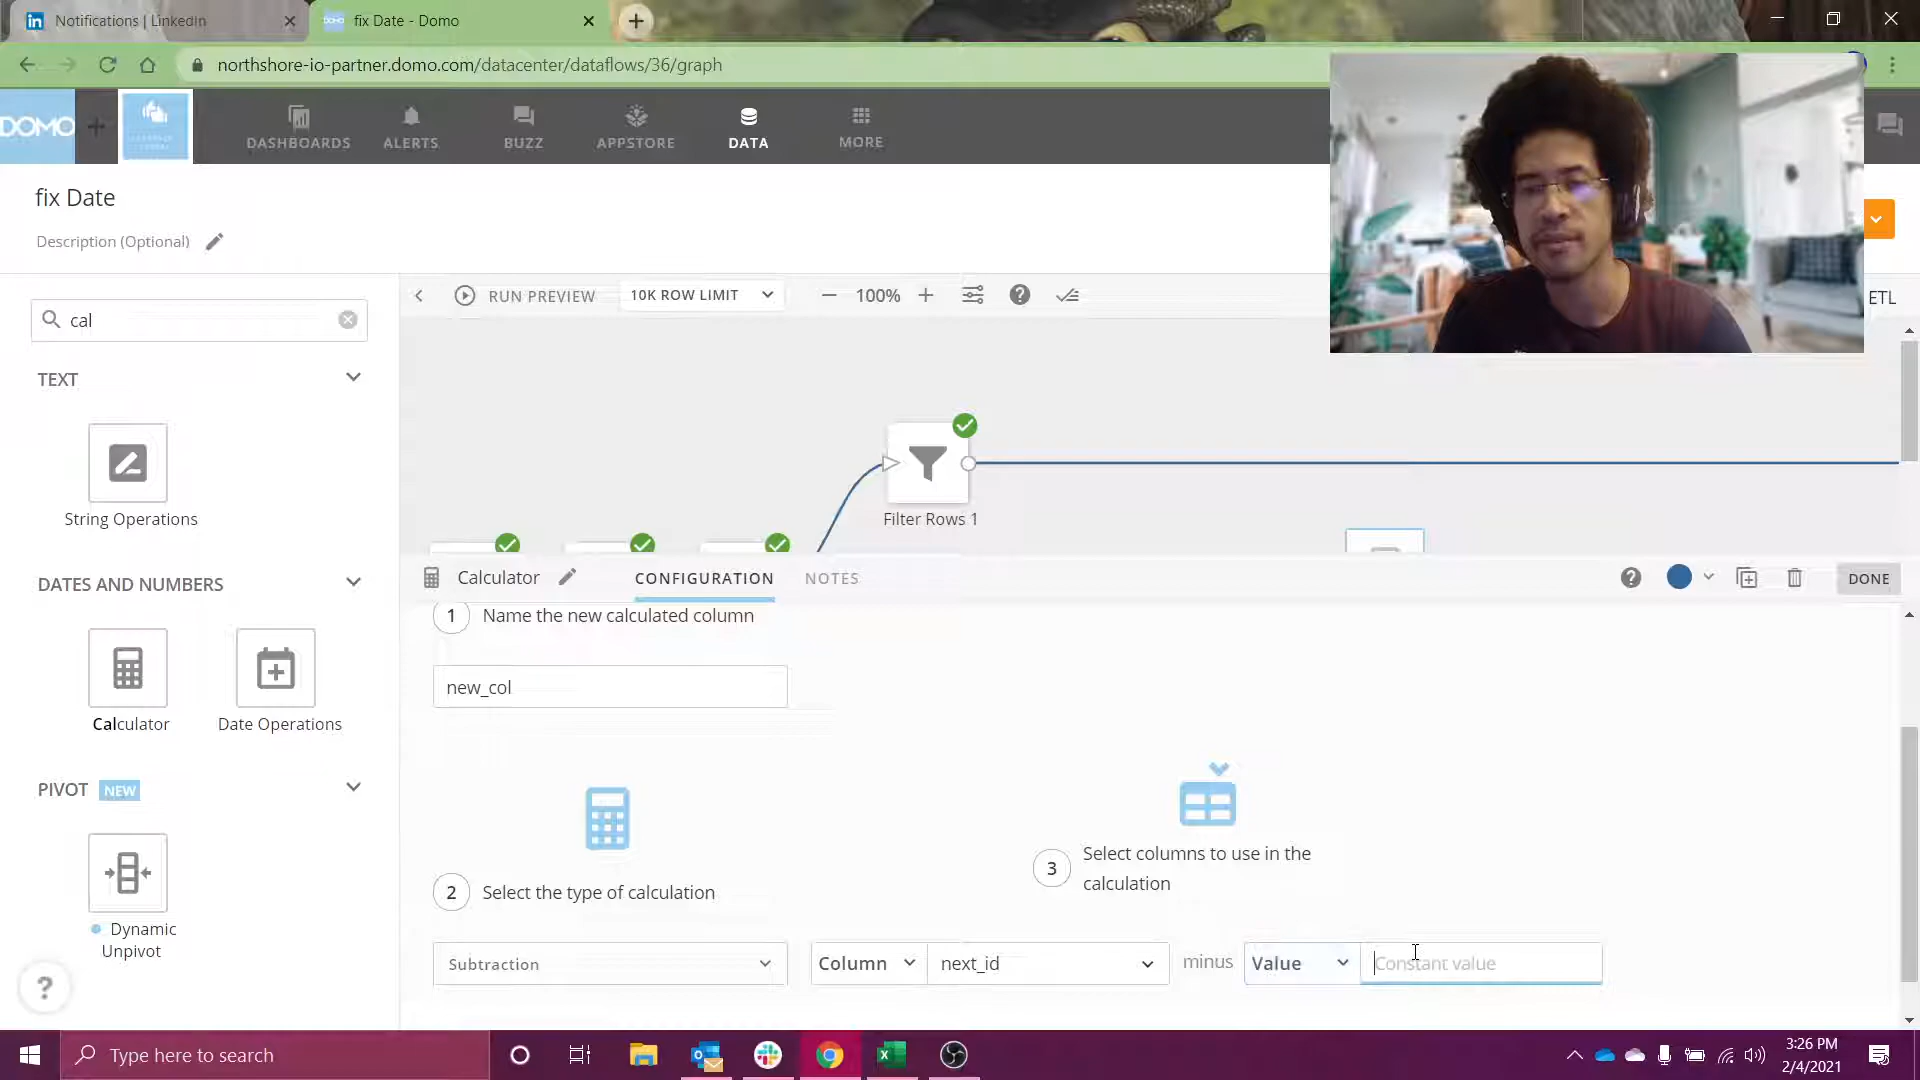 Notifications | LinkedIn
fix Date - Domo
northshore-io-partner.domo.com/datacenter/dataflows/36/graph
DOMO
DASHBOARDS
ALERTS
BUZZ
APPSTORE
DATA
MORE
fix Date
Description (Optional)
RUN PREVIEW
10K ROW LIMIT
100%
ETL
cal
TEXT
String Operations
DATES AND NUMBERS
Calculator
Date Operations
PIVOT NEW
Dynamic
Unpivot
Filter Rows 1
Calculator
CONFIGURATION
NOTES
DONE
1 Name the new calculated column
new_col
2 Select the type of calculation
3 Select columns to use in the
calculation
Subtraction
Column
next_id
minus
Value
Constant value
?
Type here to search
3:26 PM
2/4/2021